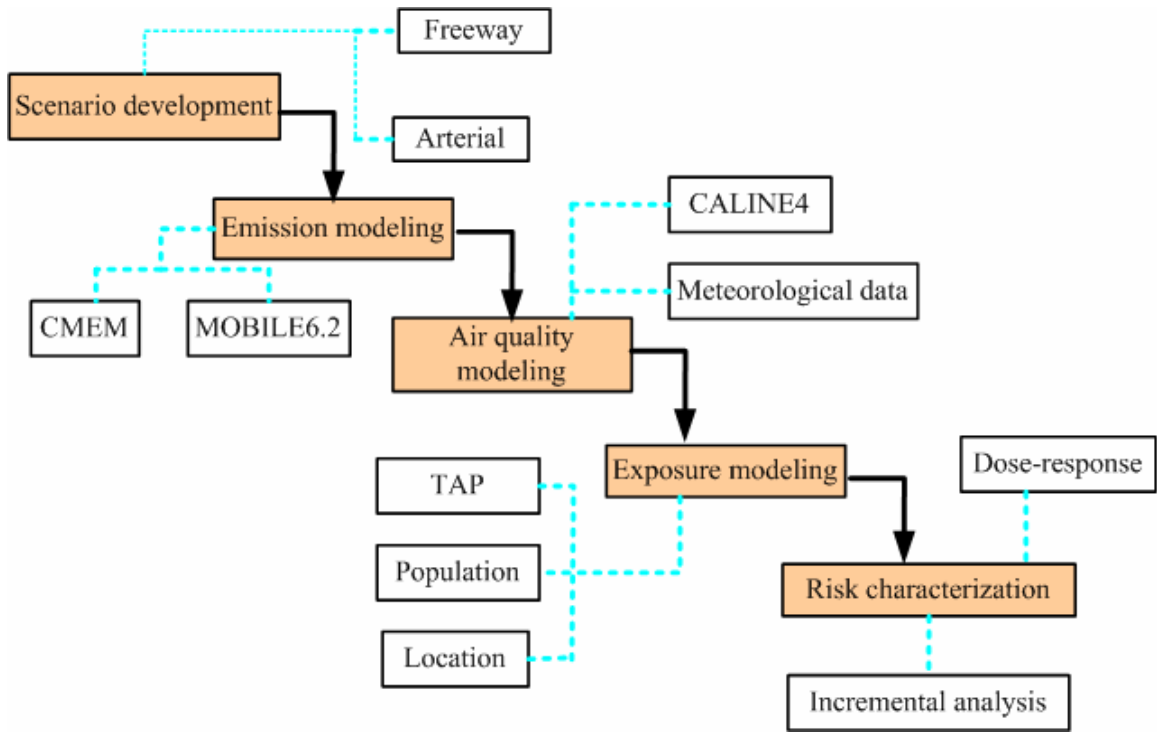 Freeway
Scenario development
Arterial
CALINE4
Emission modeling
Meteorological data
CMEM
MOBILE6.2
Air quality
modeling
Dose-response
TAP
Exposure modeling
Population
Risk characterization
Location
Incremental analysis